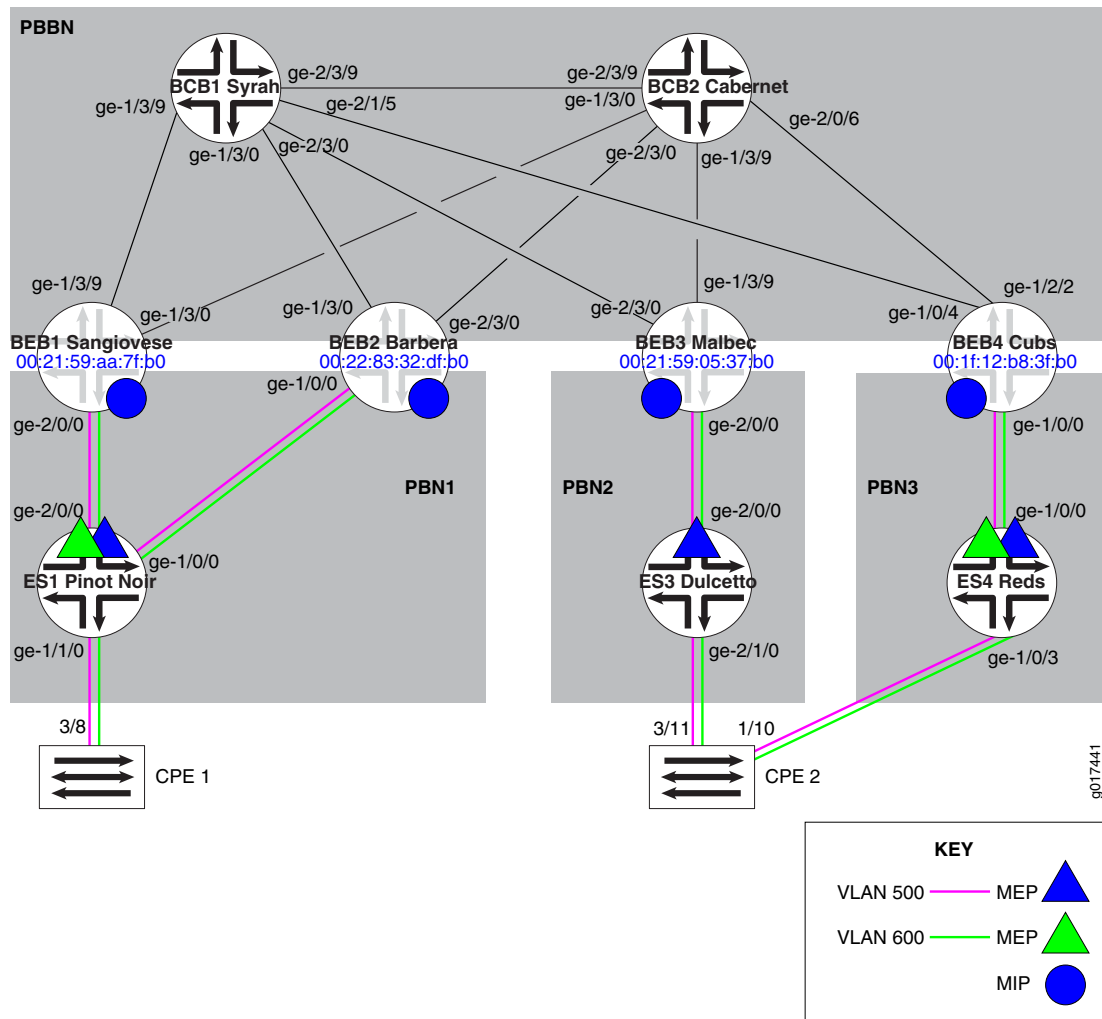 PBBN
BCB1 Syrah
BCB2 Cabernet
ge-2/3/9
ge-2/3/9
ge-1/3/9
ge-2/1/5
ge-1/3/0
ge-2/0/6
ge-1/3/0
ge-2/3/0
ge-2/3/0
ge-1/3/9
ge-1/3/9
ge-1/3/0
ge-1/3/0
ge-2/3/0
ge-2/3/0
ge-1/3/9
ge-1/0/4
ge-1/2/2
BEB1 Sangiovese
00:21:59:aa:7f:b0
BEB2 Barbera
00:22:83:32:df:b0
BEB3 Malbec
00:21:59:05:37:b0
BEB4 Cubs
00:1f:12:b8:3f:b0
ge-2/0/0
ge-1/0/0
ge-2/0/0
ge-1/0/0
PBN1
PBN2
PBN3
ge-2/0/0
ge-1/0/0
ge-2/0/0
ge-1/0/0
ES1 Pinot Noir
ES3 Dulcetto
ES4 Reds
ge-1/1/0
ge-2/1/0
ge-1/0/3
3/8
3/11
1/10
CPE 1
CPE 2
g017441
KEY
VLAN 500
MEP
VLAN 600
MEP
MIP